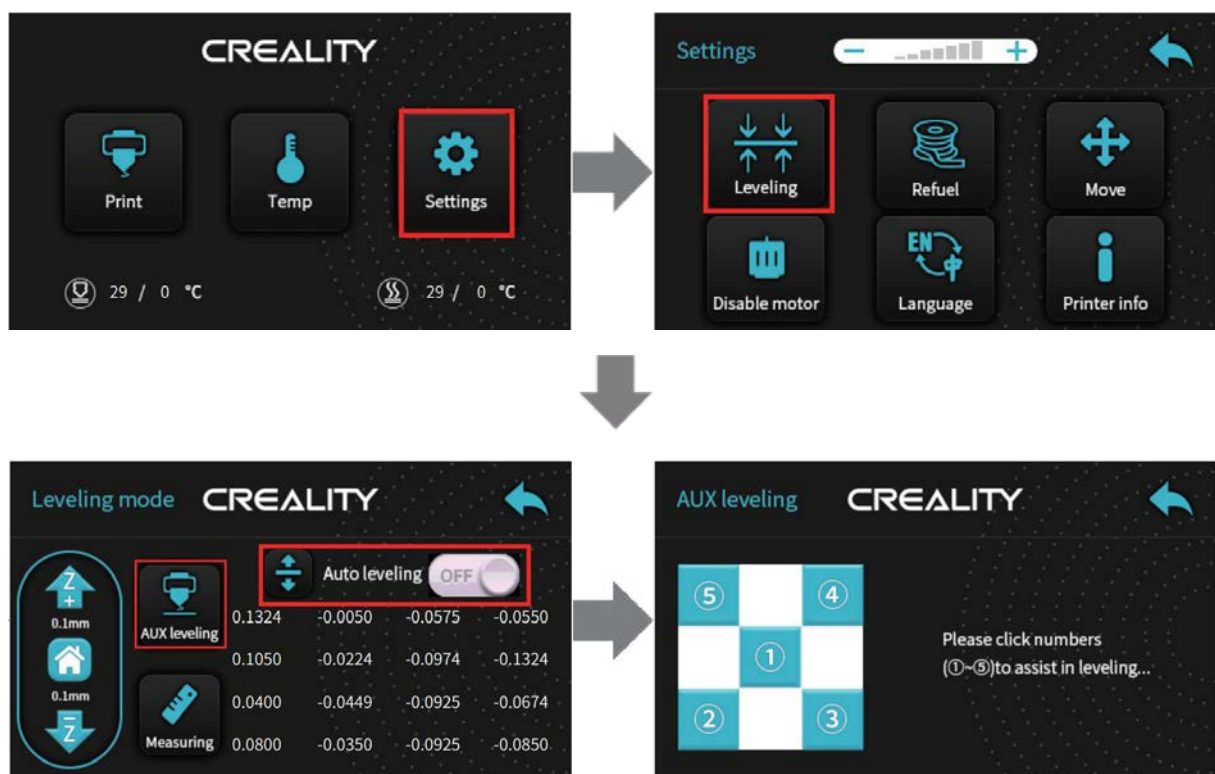 CREALITY
Print
Temp
Settings
29 / 0 °C
29 / 0 °C
Settings
Leveling
Refuel
Move
Disable motor
EN 中
Language
Printer info
Leveling mode
CREALITY
Z
+
0.1mm
0.1mm
Z
-
AUX leveling
Measuring
Auto leveling OFF
0.1324 -0.0050 -0.0575 -0.0550
0.1050 -0.0224 -0.0974 -0.1324
0.0400 -0.0449 -0.0925 -0.0674
0.0800 -0.0350 -0.0925 -0.0850
AUX leveling
CREALITY
⑤ ④
①
② ③
Please click numbers
(①~⑤)to assist in leveling...